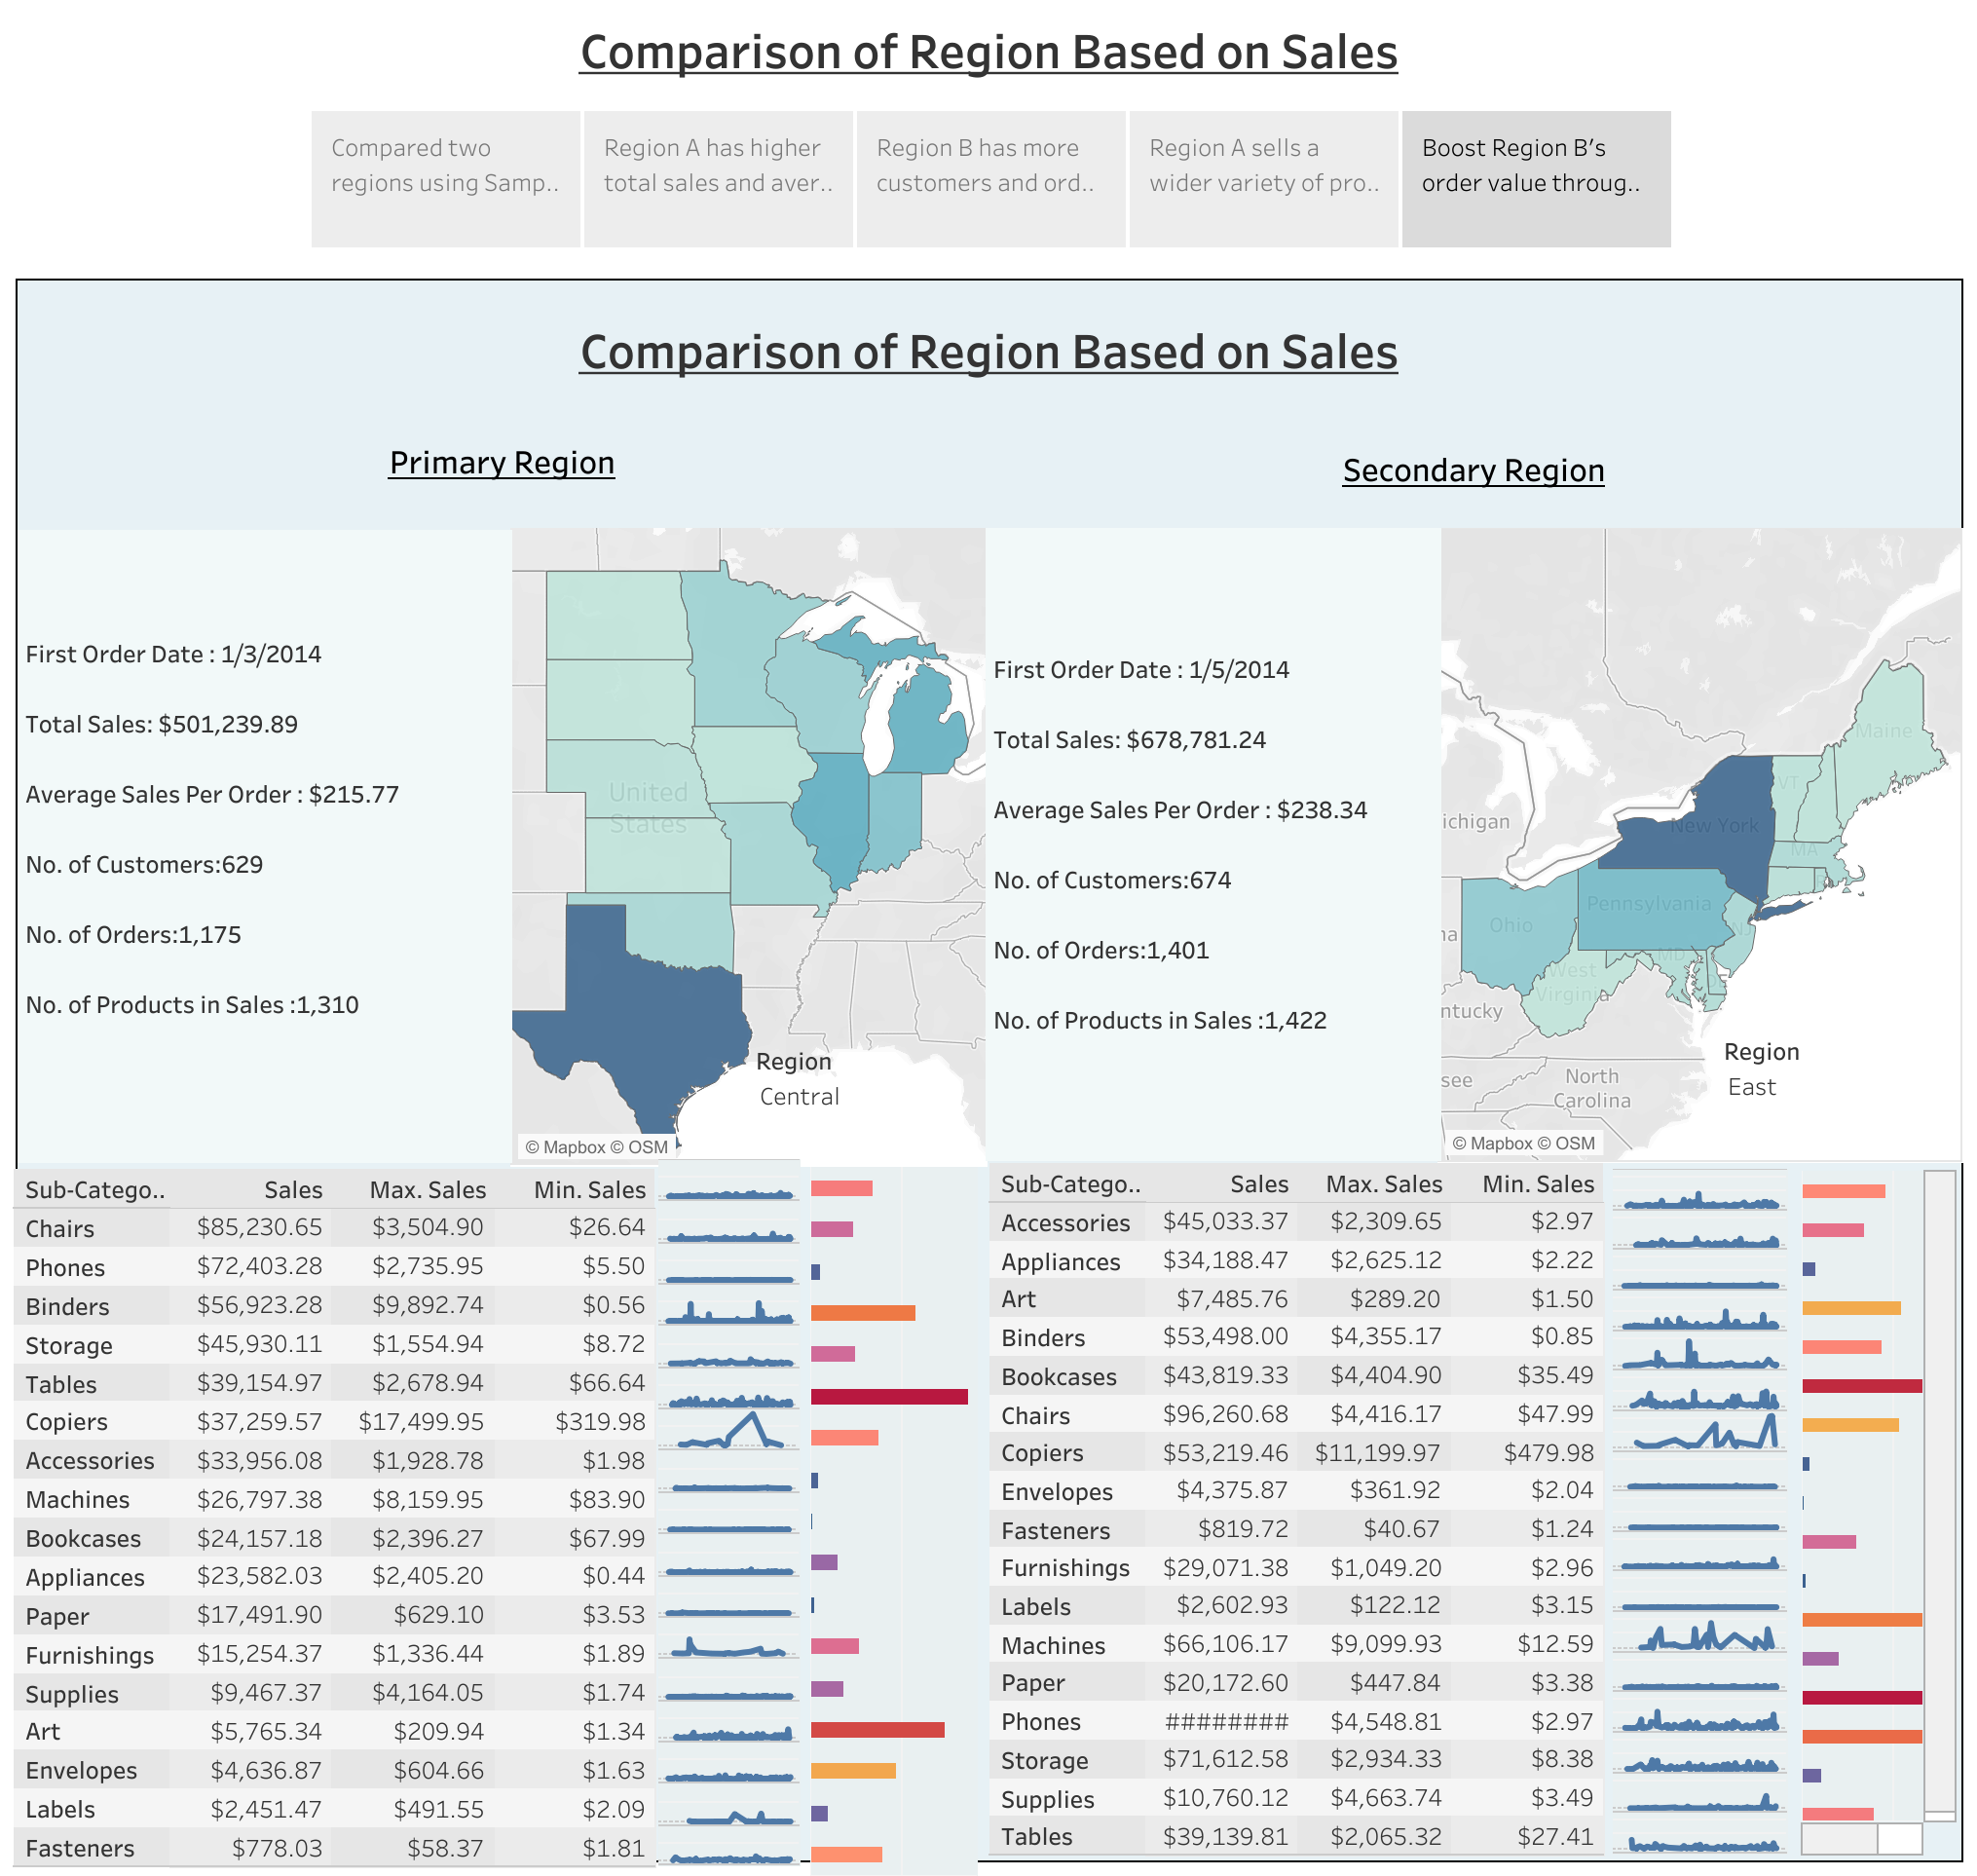 Comparison of Region Based on Sales
Compared two
regions using Samp..
Region A has higher
total sales and aver..
Region B has more
customers and ord..
Region A sells a
wider variety of pro..
Boost Region B's
order value throug..
Comparison of Region Based on Sales
Primary Region
Secondary Region
First Order Date : 1/3/2014
Total Sales: $501,239.89
Average Sales Per Order : $215.77
No. of Customers:629
No. of Orders:1,175
No. of Products in Sales :1,310
United
States
Region
Central
© Mapbox © OSM
First Order Date : 1/5/2014
Total Sales: $678,781.24
Average Sales Per Order : $238.34
No. of Customers:674
No. of Orders:1,401
No. of Products in Sales :1,422
Maine
VT
New York
MA
ichigan
Pennsylvania
Ohio
NJ
na
MD
West
Virginia
ntucky
see
North
Carolina
Region
East
© Mapbox © OSM
Sub-Catego.. Sales Max. Sales Min. Sales
Chairs $85,230.65 $3,504.90 $26.64
Phones $72,403.28 $2,735.95 $5.50
Binders $56,923.28 $9,892.74 $0.56
Storage $45,930.11 $1,554.94 $8.72
Tables $39,154.97 $2,678.94 $66.64
Copiers $37,259.57 $17,499.95 $319.98
Accessories $33,956.08 $1,928.78 $1.98
Machines $26,797.38 $8,159.95 $83.90
Bookcases $24,157.18 $2,396.27 $67.99
Appliances $23,582.03 $2,405.20 $0.44
Paper $17,491.90 $629.10 $3.53
Furnishings $15,254.37 $1,336.44 $1.89
Supplies $9,467.37 $4,164.05 $1.74
Art $5,765.34 $209.94 $1.34
Envelopes $4,636.87 $604.66 $1.63
Labels $2,451.47 $491.55 $2.09
Fasteners $778.03 $58.37 $1.81
Sub-Catego.. Sales Max. Sales Min. Sales
Accessories $45,033.37 $2,309.65 $2.97
Appliances $34,188.47 $2,625.12 $2.22
Art $7,485.76 $289.20 $1.50
Binders $53,498.00 $4,355.17 $0.85
Bookcases $43,819.33 $4,404.90 $35.49
Chairs $96,260.68 $4,416.17 $47.99
Copiers $53,219.46 $11,199.97 $479.98
Envelopes $4,375.87 $361.92 $2.04
Fasteners $819.72 $40.67 $1.24
Furnishings $29,071.38 $1,049.20 $2.96
Labels $2,602.93 $122.12 $3.15
Machines $66,106.17 $9,099.93 $12.59
Paper $20,172.60 $447.84 $3.38
Phones ######## $4,548.81 $2.97
Storage $71,612.58 $2,934.33 $8.38
Supplies $10,760.12 $4,663.74 $3.49
Tables $39,139.81 $2,065.32 $27.41